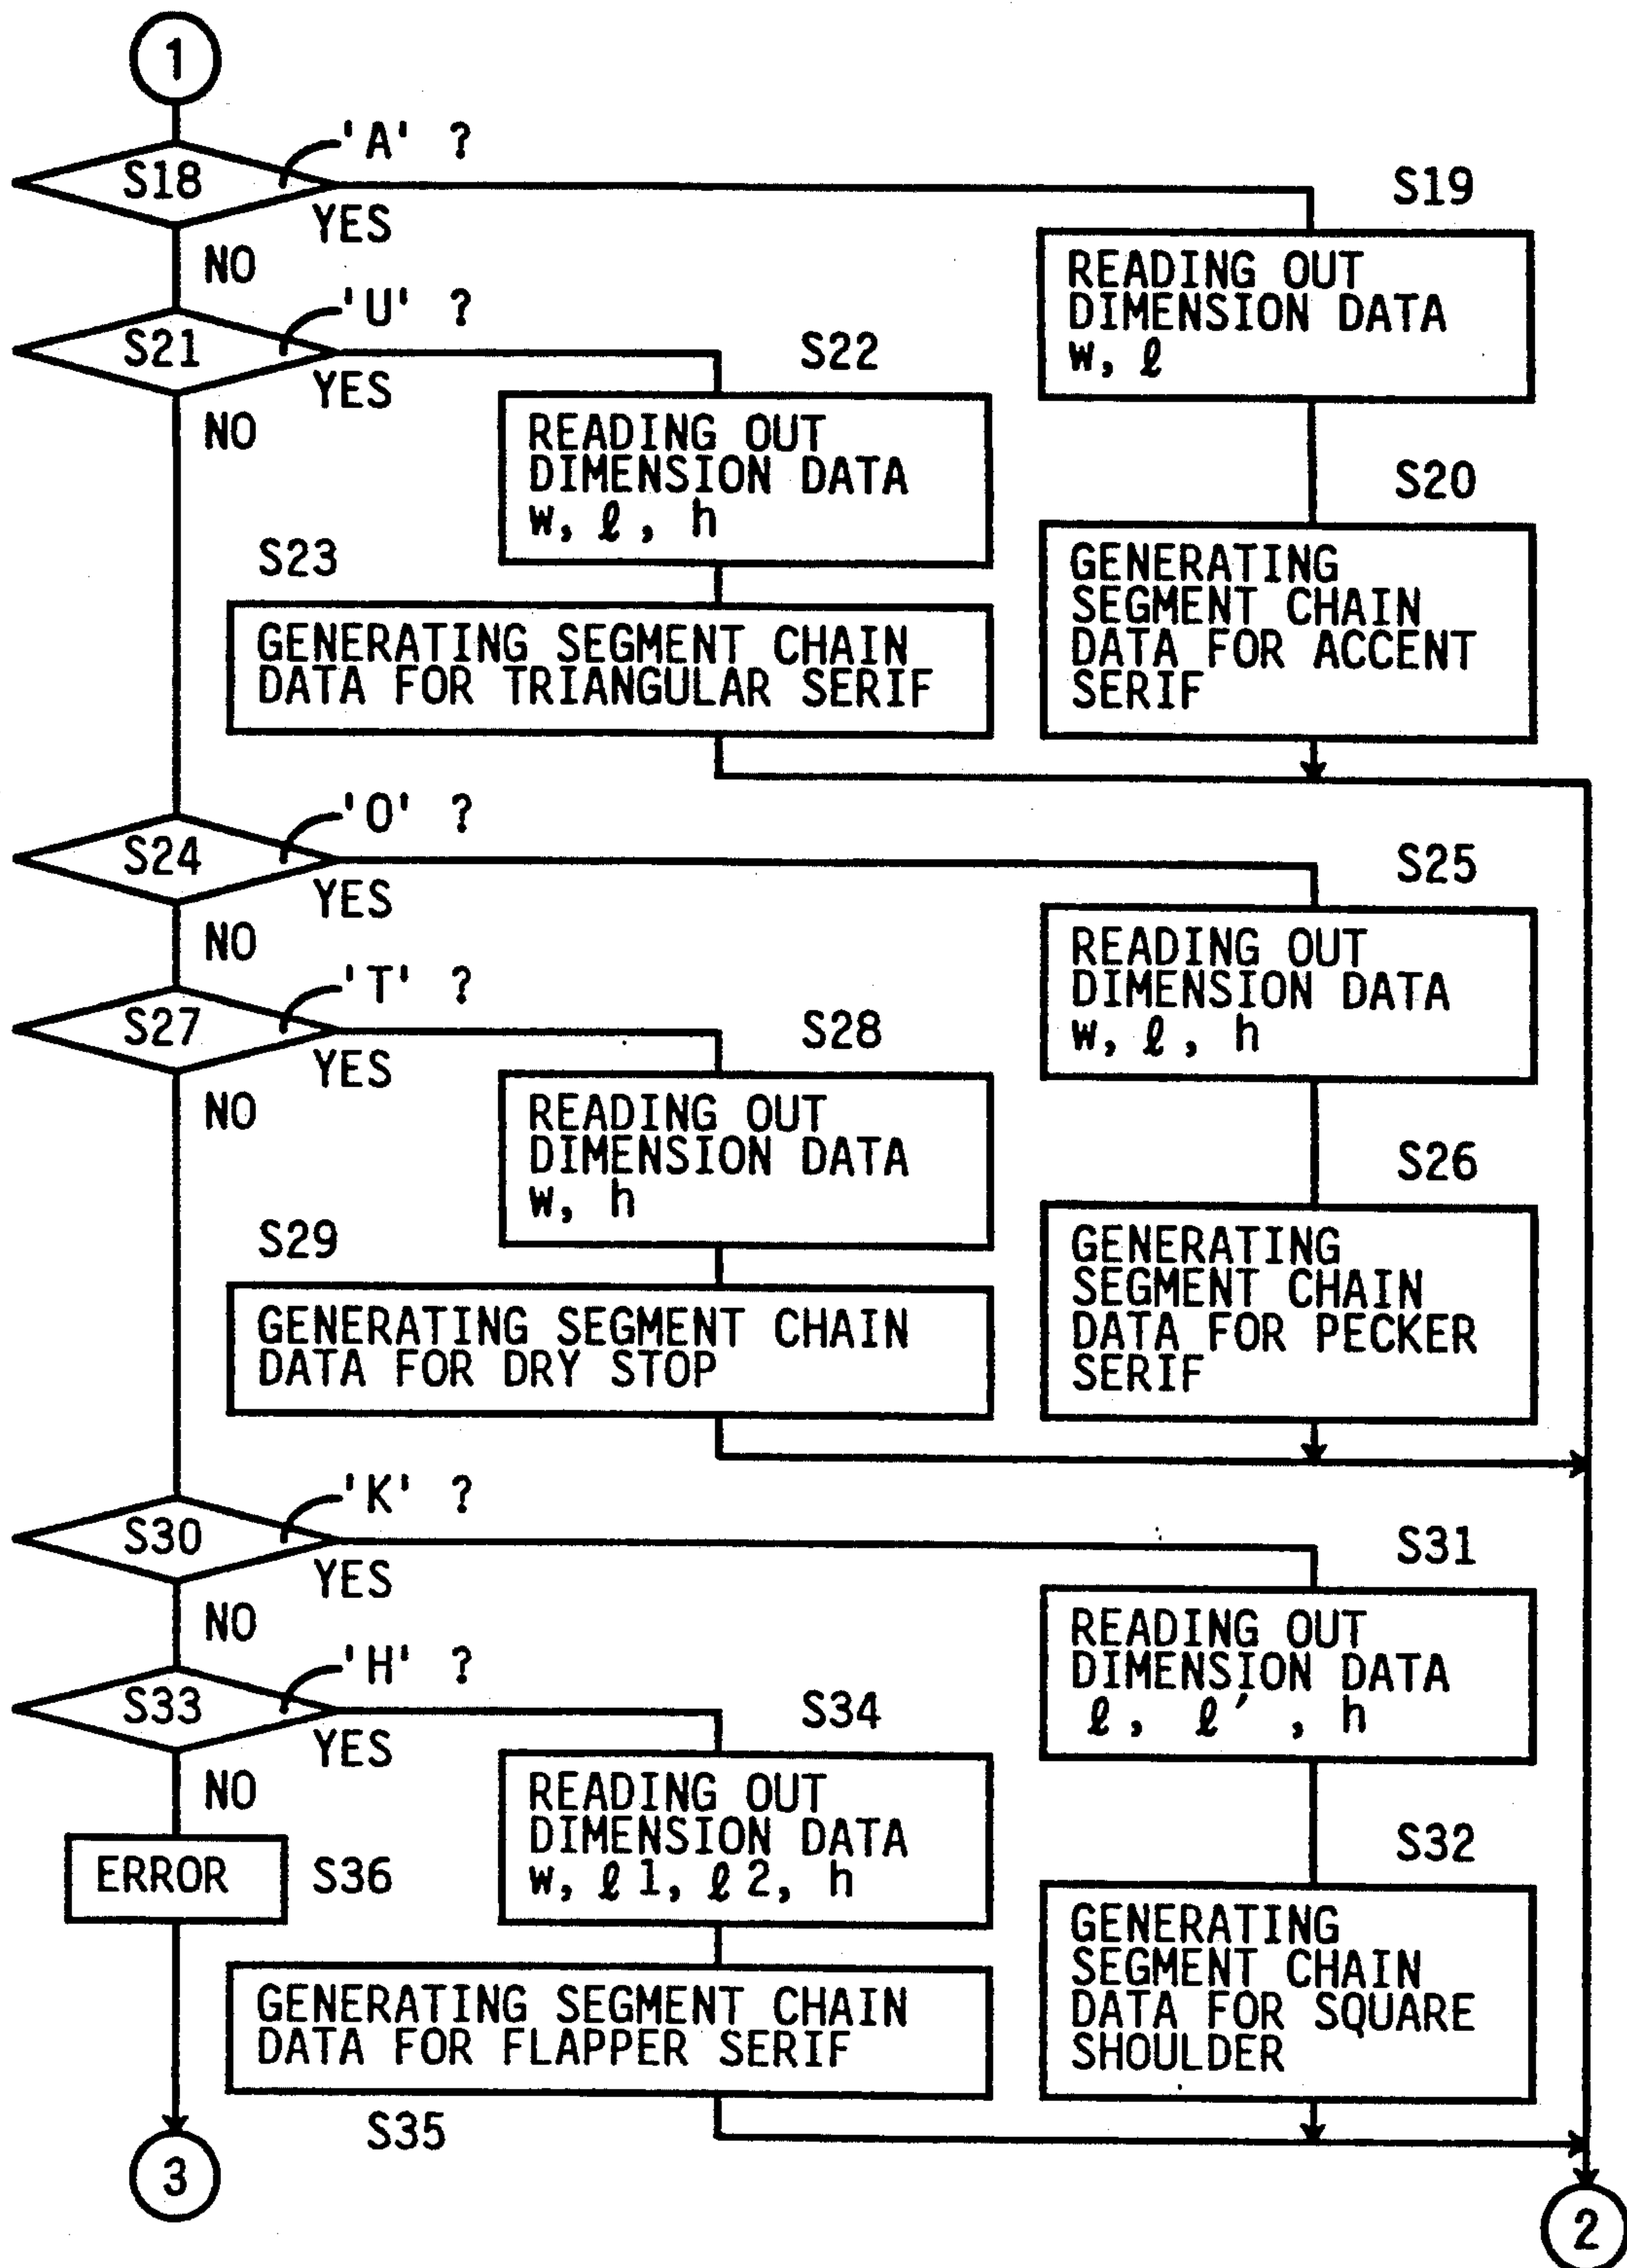 1
'A' ?
S18
YES
NO
S19
READING OUT
DIMENSION DATA
w, ℓ
'U' ?
S21
YES
NO
S22
READING OUT
DIMENSION DATA
w, ℓ, h
S20
GENERATING
SEGMENT CHAIN
DATA FOR ACCENT
SERIF
S23
GENERATING SEGMENT CHAIN
DATA FOR TRIANGULAR SERIF
'O' ?
S24
YES
NO
S25
READING OUT
DIMENSION DATA
w, ℓ, h
'T' ?
S27
YES
NO
S28
READING OUT
DIMENSION DATA
w, h
S26
GENERATING
SEGMENT CHAIN
DATA FOR PECKER
SERIF
S29
GENERATING SEGMENT CHAIN
DATA FOR DRY STOP
'K' ?
S30
YES
NO
S31
READING OUT
DIMENSION DATA
ℓ, ℓ', h
'H' ?
S33
YES
NO
S34
READING OUT
DIMENSION DATA
w, ℓ1, ℓ2, h
S32
GENERATING
SEGMENT CHAIN
DATA FOR SQUARE
SHOULDER
ERROR
S36
GENERATING SEGMENT CHAIN
DATA FOR FLAPPER SERIF
S35
3
2